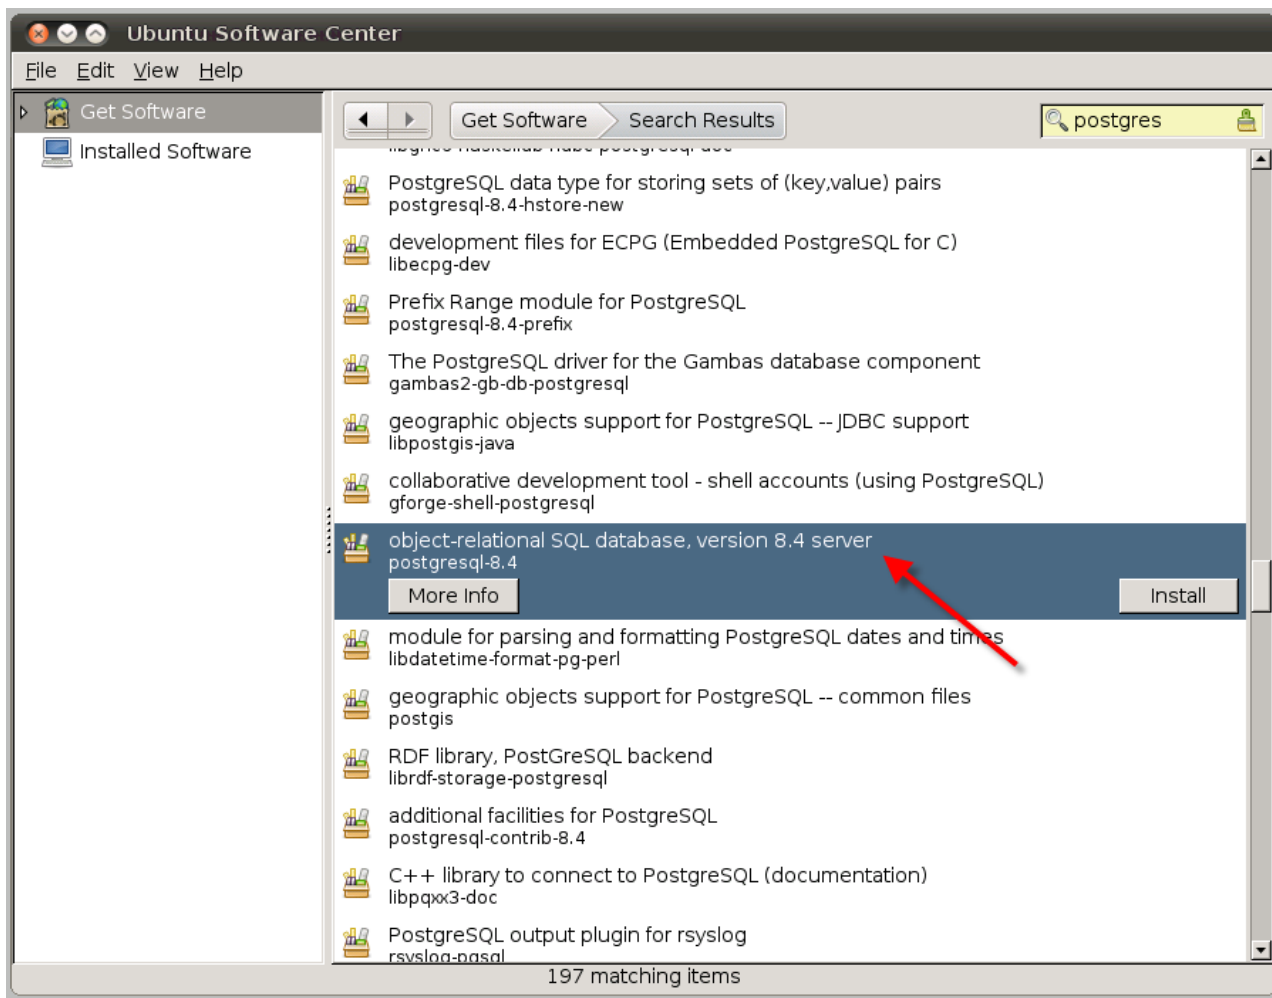 Ubuntu Software Center
File Edit View Help
Get Software
Installed Software
Get Software Search Results
postgres
PostgreSQL data type for storing sets of (key,value) pairs
postgresql-8.4-hstore-new
development files for ECPG (Embedded PostgreSQL for C)
libecpg-dev
Prefix Range module for PostgreSQL
postgresql-8.4-prefix
The PostgreSQL driver for the Gambas database component
gambas2-gb-db-postgresql
geographic objects support for PostgreSQL -- JDBC support
libpostgis-java
collaborative development tool - shell accounts (using PostgreSQL)
gforge-shell-postgresql
object-relational SQL database, version 8.4 server
postgresql-8.4
More Info
Install
module for parsing and formatting PostgreSQL dates and times
libdatetime-format-pg-perl
geographic objects support for PostgreSQL -- common files
postgis
RDF library, PostGreSQL backend
librdf-storage-postgresql
additional facilities for PostgreSQL
postgresql-contrib-8.4
C++ library to connect to PostgreSQL (documentation)
libpqxx3-doc
PostgreSQL output plugin for rsyslog
rsyslog-pgsql
197 matching items